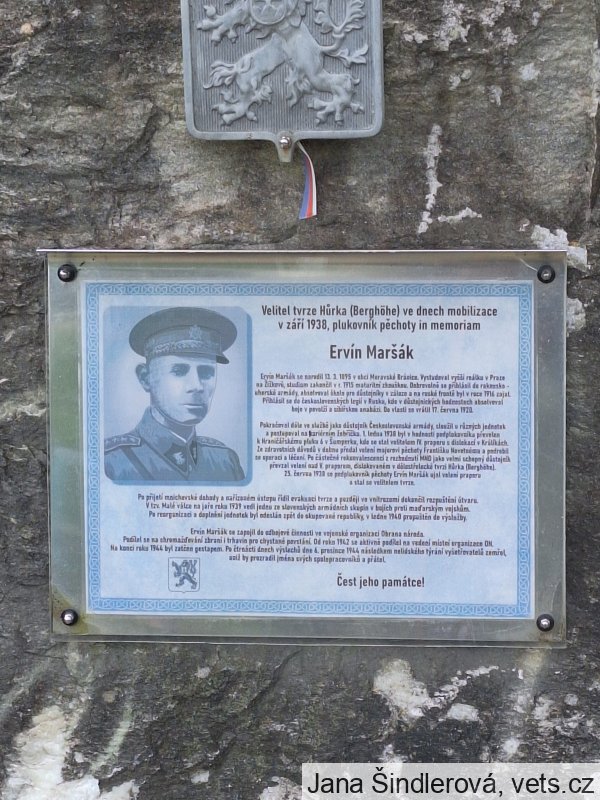 Velitel tvrze Hůrka (Berghöhe) ve dnech mobilizace
v září 1938, plukovník pěchoty in memoriam
Ervín Maršák
Ervín Maršák se narodil 13. 3. 1895 v obci Moravské Bránice. Vystudoval vyšší reálku v Praze
na Žižkově, studium zakončil v r. 1915 maturitní zkouškou. Dobrovolně se přihlásil do rakousko -
uherské armády, absolvoval školu pro důstojníky v záloze a na ruské frontě byl v roce 1916 zajat.
Přihlásil se do československých legií v Rusku, kde v důstojnických hodnostech absolvoval
boje v povolží a sibiřskou anabázi. Do vlasti se vrátil 17. června 1920.
Pokračoval dále ve službě jako důstojník Československé armády, sloužil u různých jednotek
a postupoval na kariérním žebříčku. 1. ledna 1938 byl v hodnosti podplukovníka převelen
k Hraničářskému pluku 6 v Šumperku, kde se stal velitelem IV. praporu s dislokací v Králíkách.
Ze zdravotních důvodů v dubnu předal velení majorovi pěchoty Františku Novotnému a podrobil
se operaci a léčení. Po částečné rekonvalescenci z rozhodnutí MNO jako velmi schopný důstojník
převzal velení nad V. praporem, dislokovaném v dělostřelecké tvrzi Hůrka (Berghöhe).
25. června 1938 se podplukovník pěchoty Ervín Maršák ujal velení praporu
a stal se velitelem tvrze.
Po přijetí mnichovské dohody a nařízeném ústupu řídil evakuaci tvrze a později ve vnitrozemí dokončil rozpuštění útvaru.
V tzv. Malé válce na jaře roku 1939 vedl jednu ze slovenských armádních skupin v bojích proti maďarským vojskům.
Po reorganizaci a doplnění jednotek byl odeslán zpět do okupované republiky, v lednu 1940 propuštěn do výslužby.
Ervín Maršák se zapojil do odbojové činnosti ve vojenské organizaci Obrana národa.
Podílel se na shromažďování zbraní i trhavin pro chystané povstání. Od roku 1942 se aktivně podílel na vedení místní organizace ON.
Na konci roku 1944 byl zatčen gestapem. Po čtrnácti dnech výslechů dne 6. prosince 1944 následkem nelidského týrání vyšetřovatelů zemřel,
aniž by prozradil jména svých spolupracovníků a přátel.
Čest jeho památce!
Jana Šindlerová, vets.cz